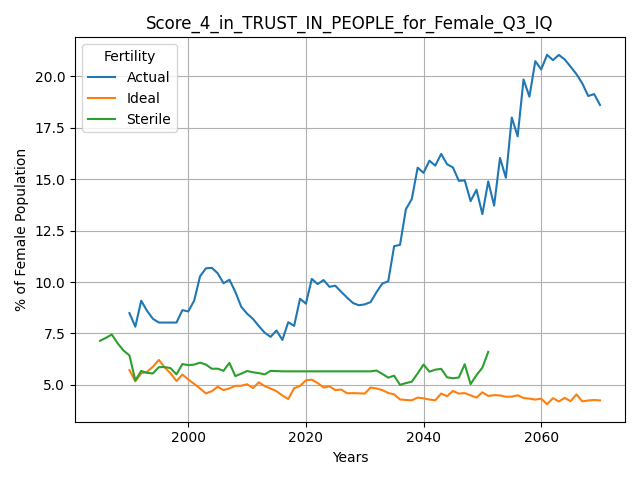 Score_4_in_TRUST_IN_PEOPLE_for_Female_Q3_IQ
Fertility
Actual
Ideal
Sterile
% of Female Population
20.0
17.5
15.0
12.5
10.0
7.5
5.0
2000
2020
2040
2060
Years